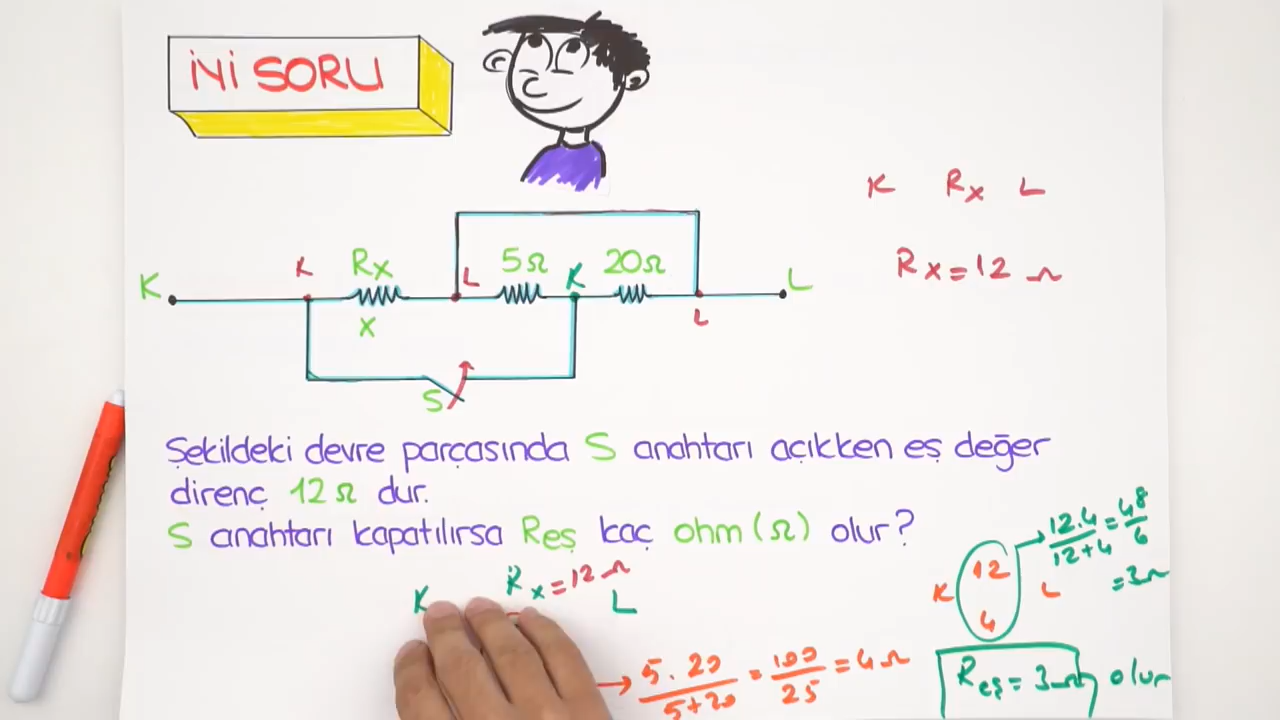 İYİ SORU
K Rx L
Rx = 12 Ω
K K Rx L 5Ω K 20Ω L L
X
S
Şekildeki devre parçasında S anahtarı açıkken eş değer
direnç 12 Ω dur.
S anahtarı kapatılırsa Reş kaç ohm (Ω) olur?
K Rx = 12 Ω L
→ 5.20/5+20 = 100/25 = 4 Ω
K 12 4 L → 12.4/12+4 = 48/6
= 3Ω
Reş = 3Ω olur